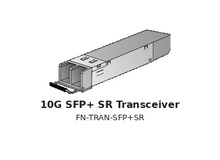 10G SFP+ SR Transceiver
FN-TRAN-SFP+SR